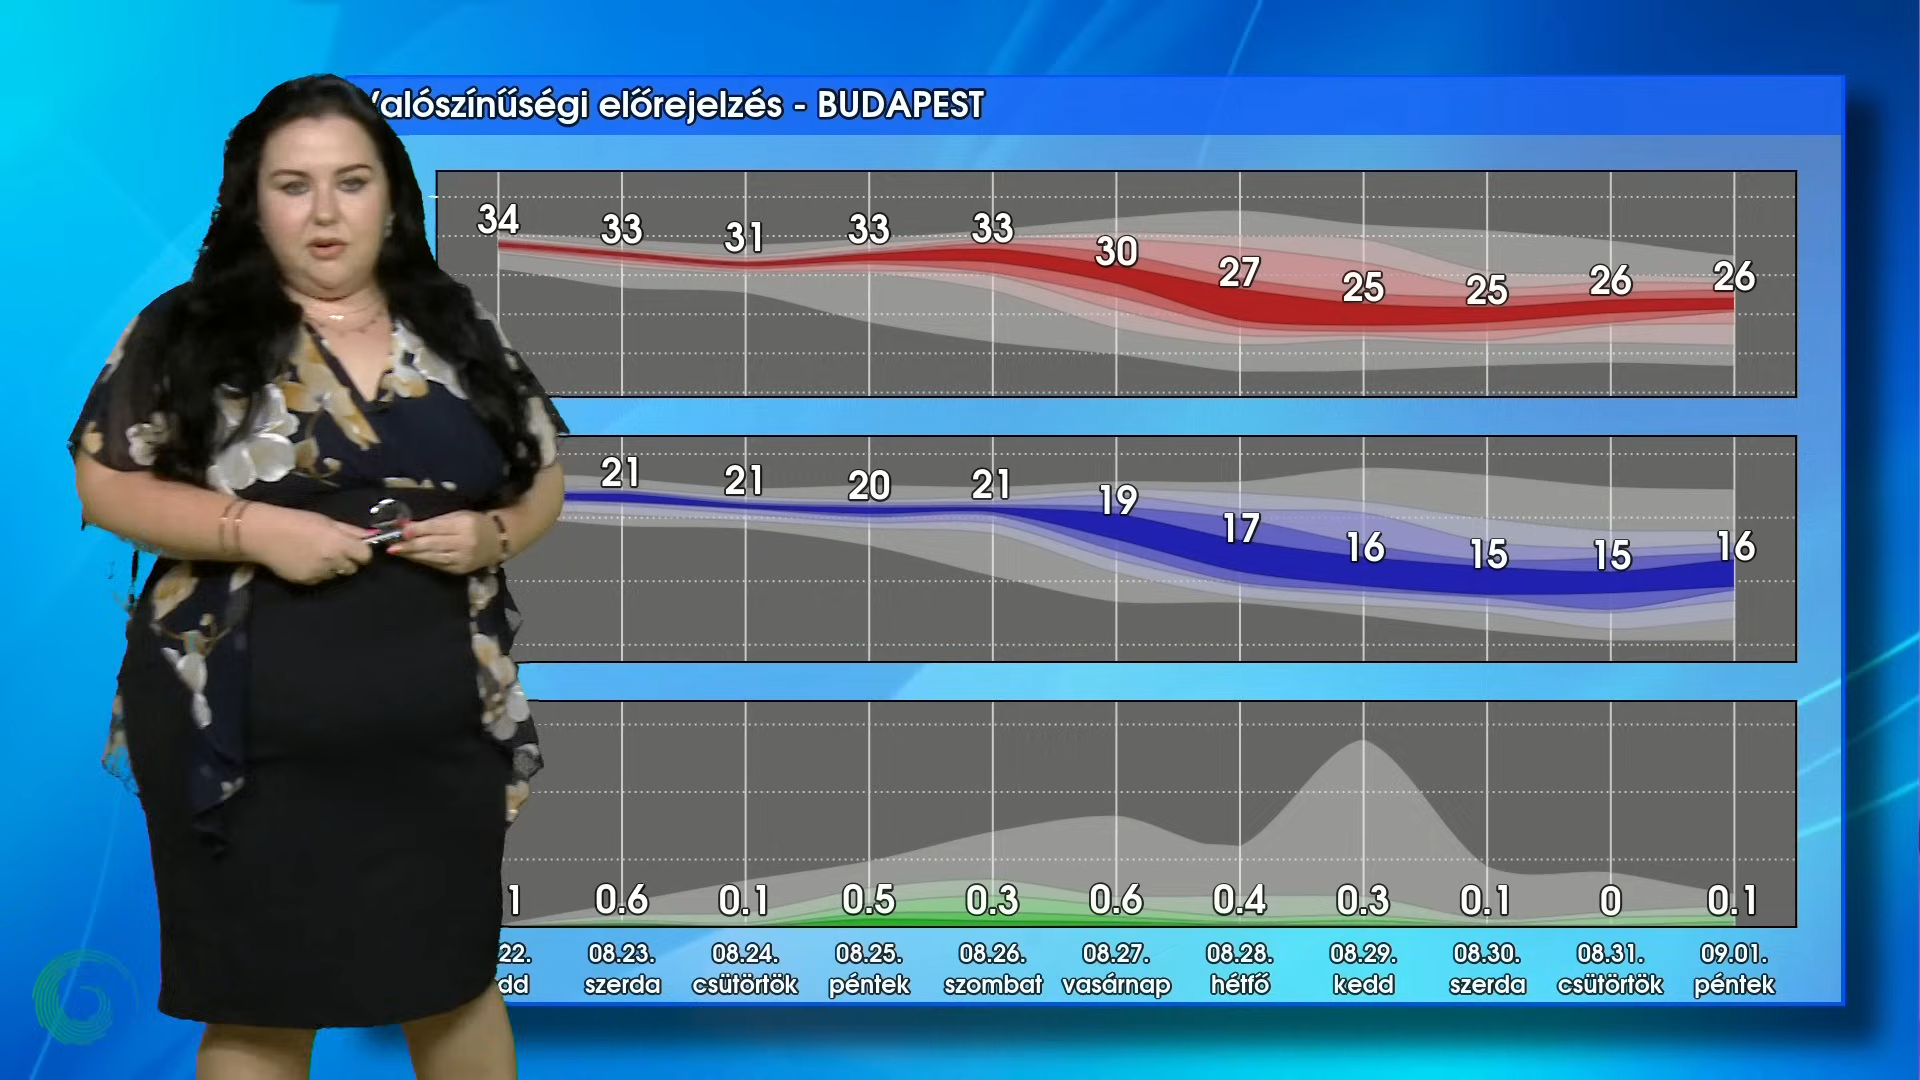 Valószínűségi előrejelzés - BUDAPEST
34 33 31 33 33 30 27 25 25 26 26
21 21 20 21 19 17 16 15 15 16
1 0.6 0.1 0.5 0.3 0.6 0.4 0.3 0.1 0 0.1
22. 08.23. 08.24. 08.25. 08.26. 08.27. 08.28. 08.29. 08.30. 08.31. 09.01.
dd szerda csütörtök péntek szombat vasárnap hétfő kedd szerda csütörtök péntek